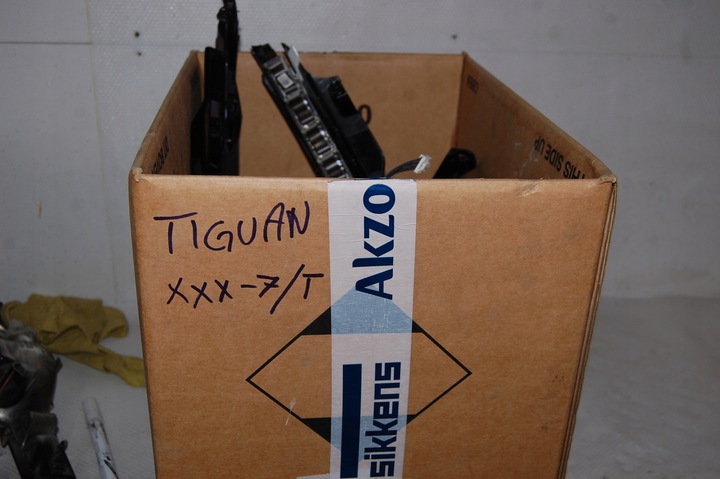 TIGUAN
XXX-7/T
Akzo
sikkens
THIS SIDE UP